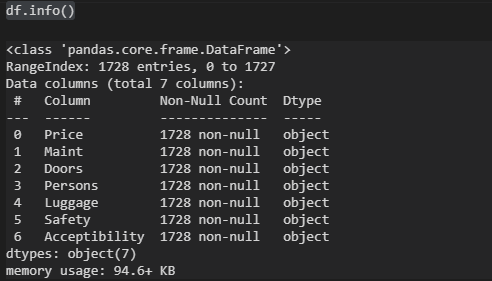 df.info()
<class 'pandas.core.frame.DataFrame'>
RangeIndex: 1728 entries, 0 to 1727
Data columns (total 7 columns):
 #   Column         Non-Null Count  Dtype
---  ------         --------------  -----
 0   Price          1728 non-null   object
 1   Maint          1728 non-null   object
 2   Doors          1728 non-null   object
 3   Persons        1728 non-null   object
 4   Luggage        1728 non-null   object
 5   Safety         1728 non-null   object
 6   Acceptibility  1728 non-null   object
dtypes: object(7)
memory usage: 94.6+ KB